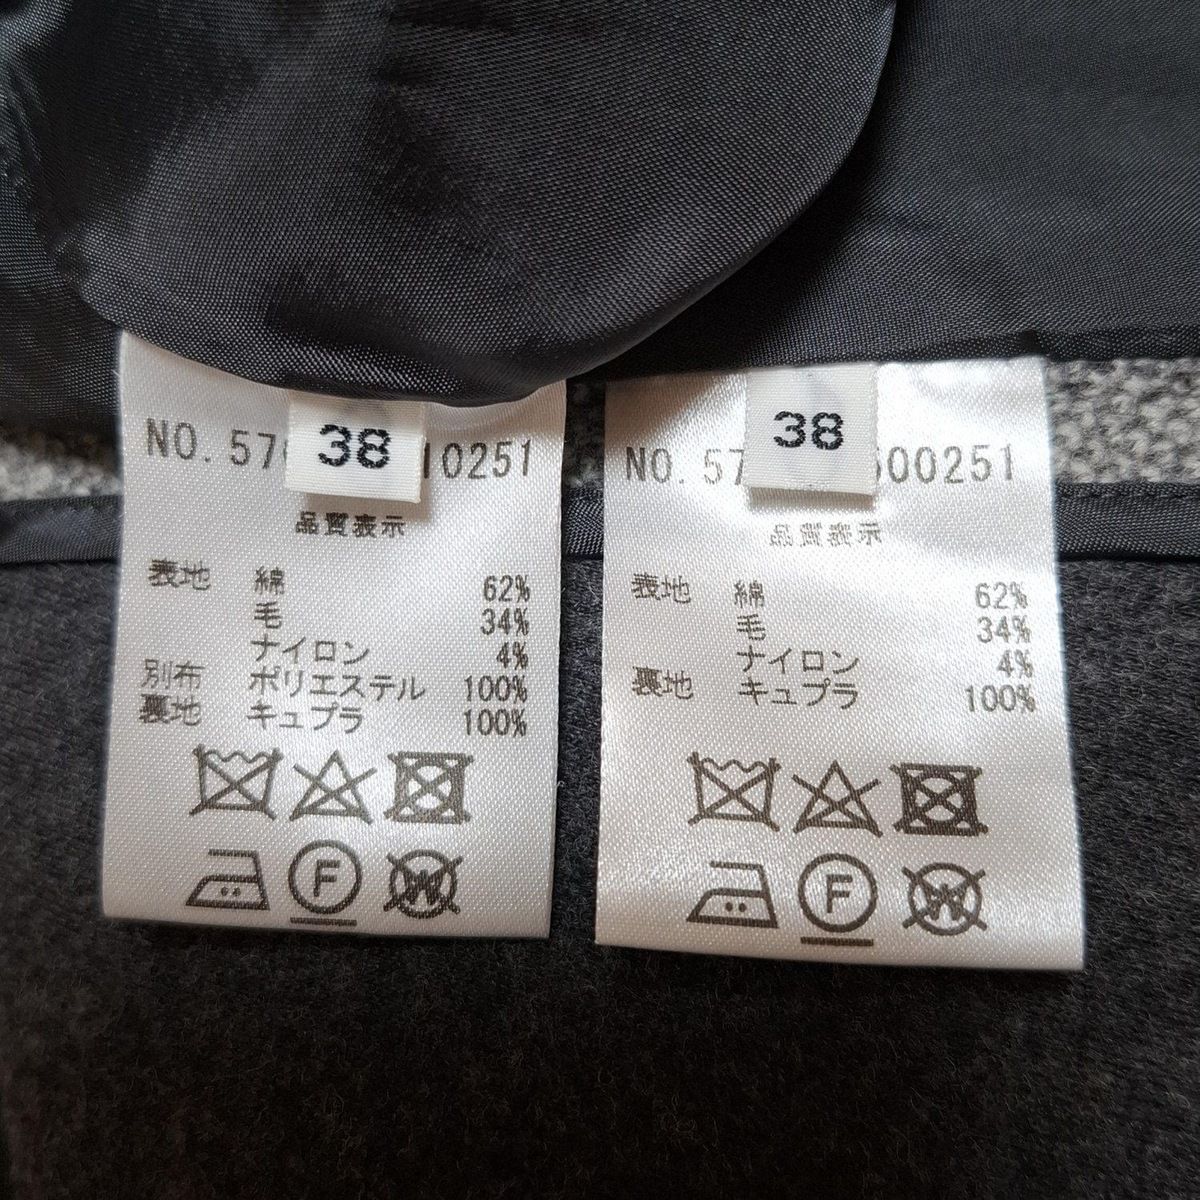 NO.57
38
10251
品質表示
表地 綿 62%
毛 34%
ナイロン 4%
別布 ポリエステル 100%
裏地 キュプラ 100%
F
W
NO.57
38
500251
品質表示
表地 綿 62%
毛 34%
ナイロン 4%
裏地 キュプラ 100%
F
W